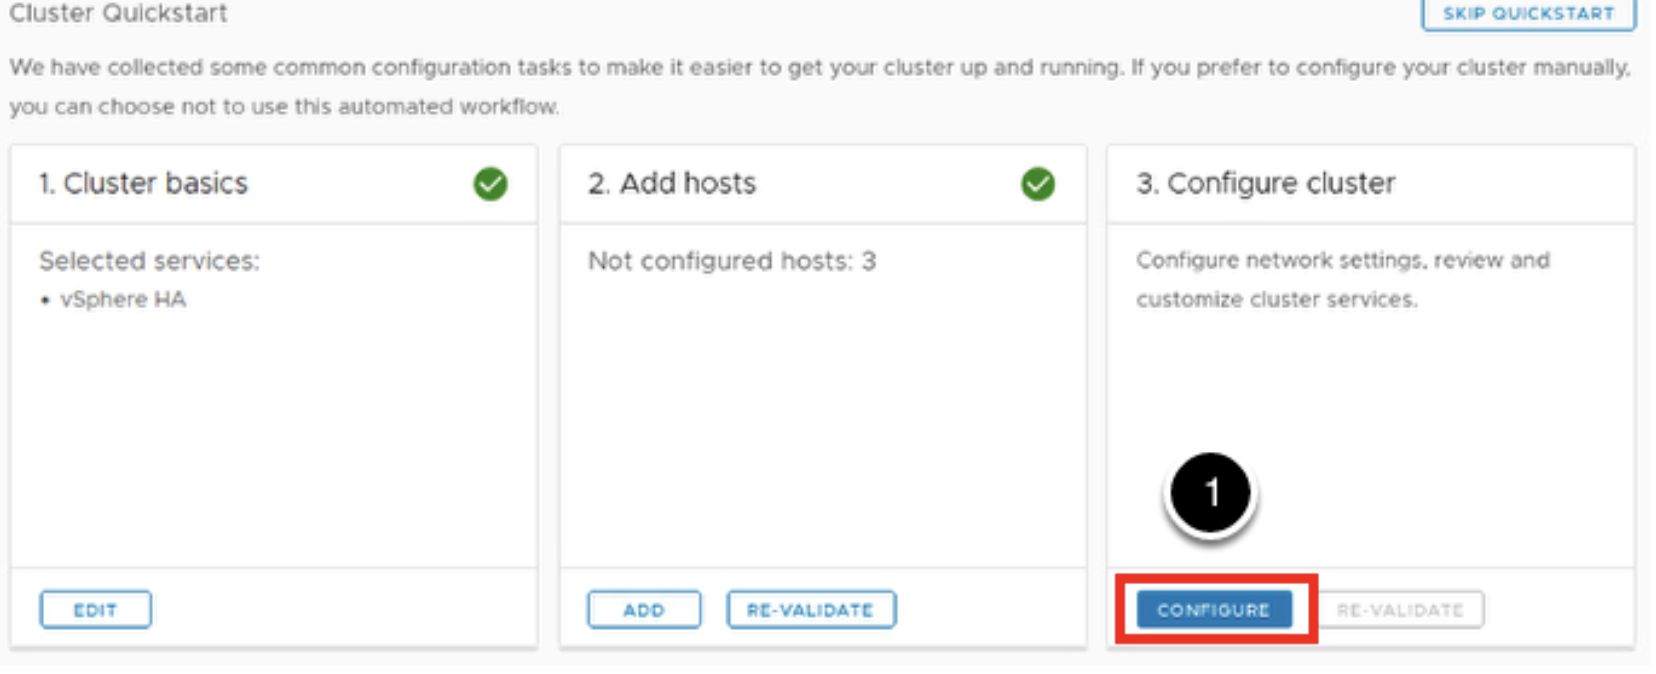 Cluster Quickstart
SKIP QUICKSTART
We have collected some common configuration tasks to make it easier to get your cluster up and running. If you prefer to configure your cluster manually,
you can choose not to use this automated workflow.
1. Cluster basics
Selected services:
• vSphere HA
EDIT
2. Add hosts
Not configured hosts: 3
ADD
RE-VALIDATE
3. Configure cluster
Configure network settings, review and
customize cluster services.
1
CONFIGURE
RE-VALIDATE